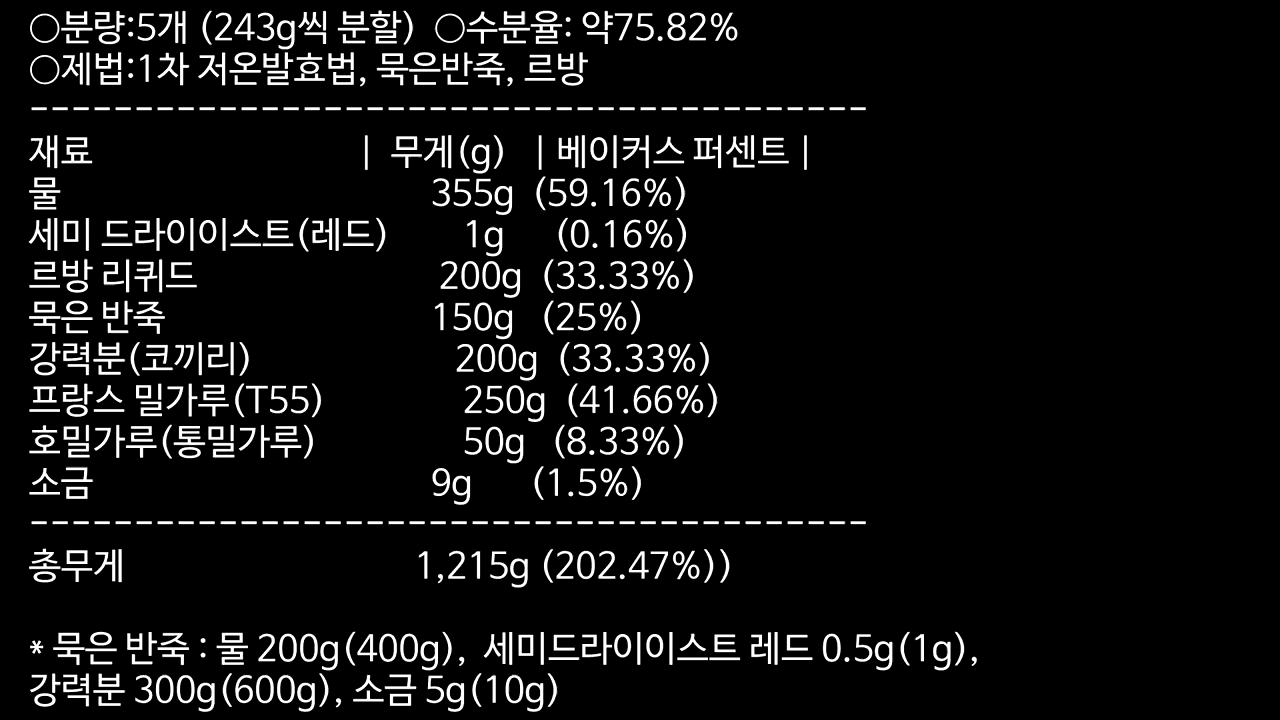 ○분량:5개 (243g씩 분할) ○수분율: 약75.82%
○제법:1차 저온발효법, 묵은반죽, 르방
----------------------------------------
재료 | 무게(g) | 베이커스 퍼센트 |
물 355g (59.16%)
세미 드라이이스트(레드) 1g (0.16%)
르방 리퀴드 200g (33.33%)
묵은 반죽 150g (25%)
강력분(코끼리) 200g (33.33%)
프랑스 밀가루(T55) 250g (41.66%)
호밀가루(통밀가루) 50g (8.33%)
소금 9g (1.5%)
----------------------------------------
총무게 1,215g (202.47%))
* 묵은 반죽 : 물 200g(400g), 세미드라이이스트 레드 0.5g(1g),
강력분 300g(600g), 소금 5g(10g)